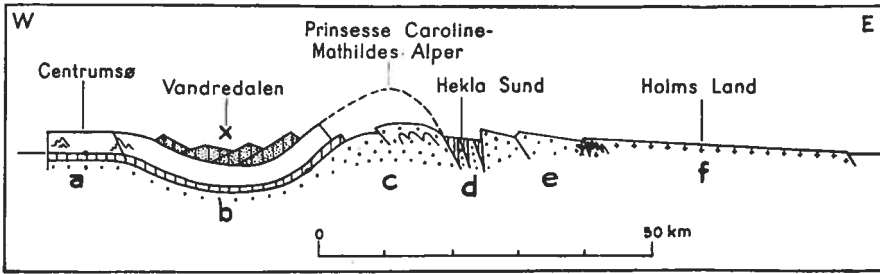 W
E
Prinsesse Caroline-
Mathildes Alper
Centrumsø
Vandredalen
Hekla Sund
Holms Land
x
a
b
c
d
e
f
0
50 km